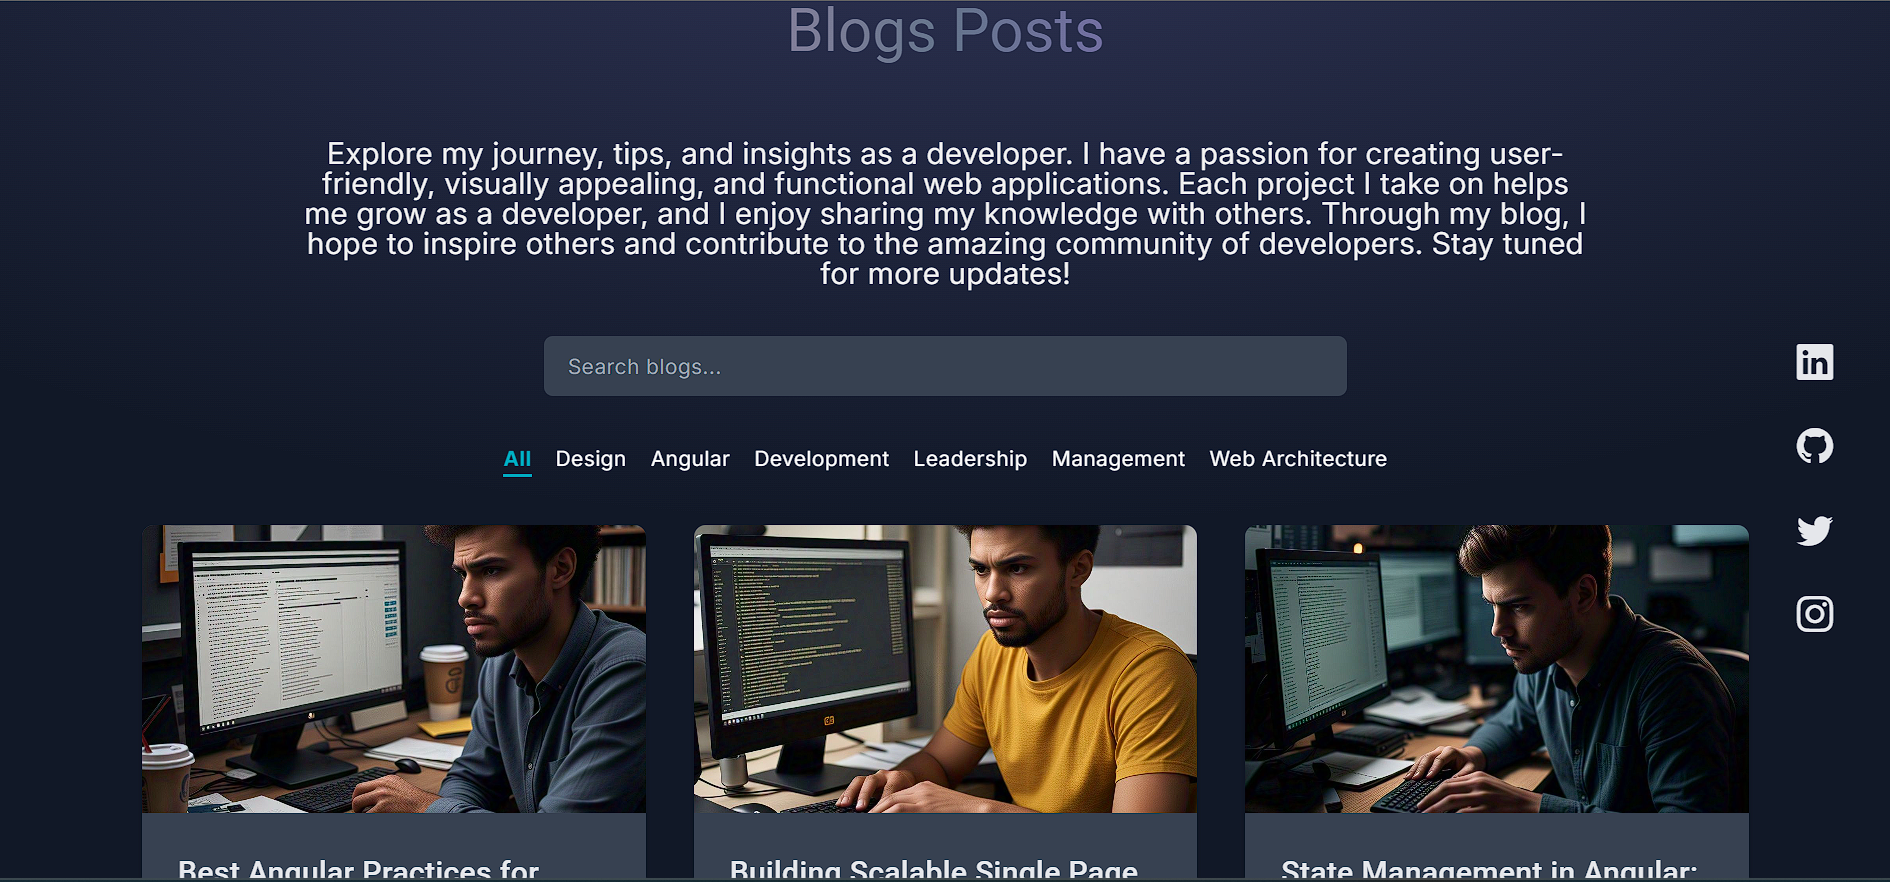 Blogs Posts
Explore my journey, tips, and insights as a developer. I have a passion for creating user-
friendly, visually appealing, and functional web applications. Each project I take on helps
me grow as a developer, and I enjoy sharing my knowledge with others. Through my blog, I
hope to inspire others and contribute to the amazing community of developers. Stay tuned
for more updates!
Search blogs...
All Design Angular Development Leadership Management Web Architecture
in
Best Angular Practices for
Building Scalable Single Page
State Management in Angular: